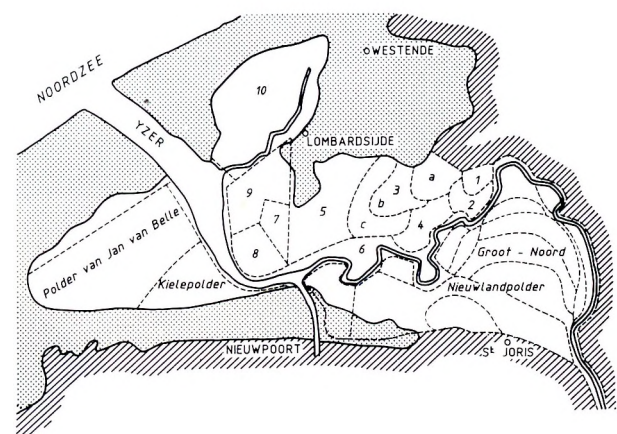 NOORDZEE
WESTENDE
10
YZER
LOMBARDSIJDE
9
7
8
5
3
a
b
c
1
2
4
6
Groot - Noord
Nieuwlandpolder
Polder van Jan van Belle
Kielepolder
NIEUWPOORT
St JORIS